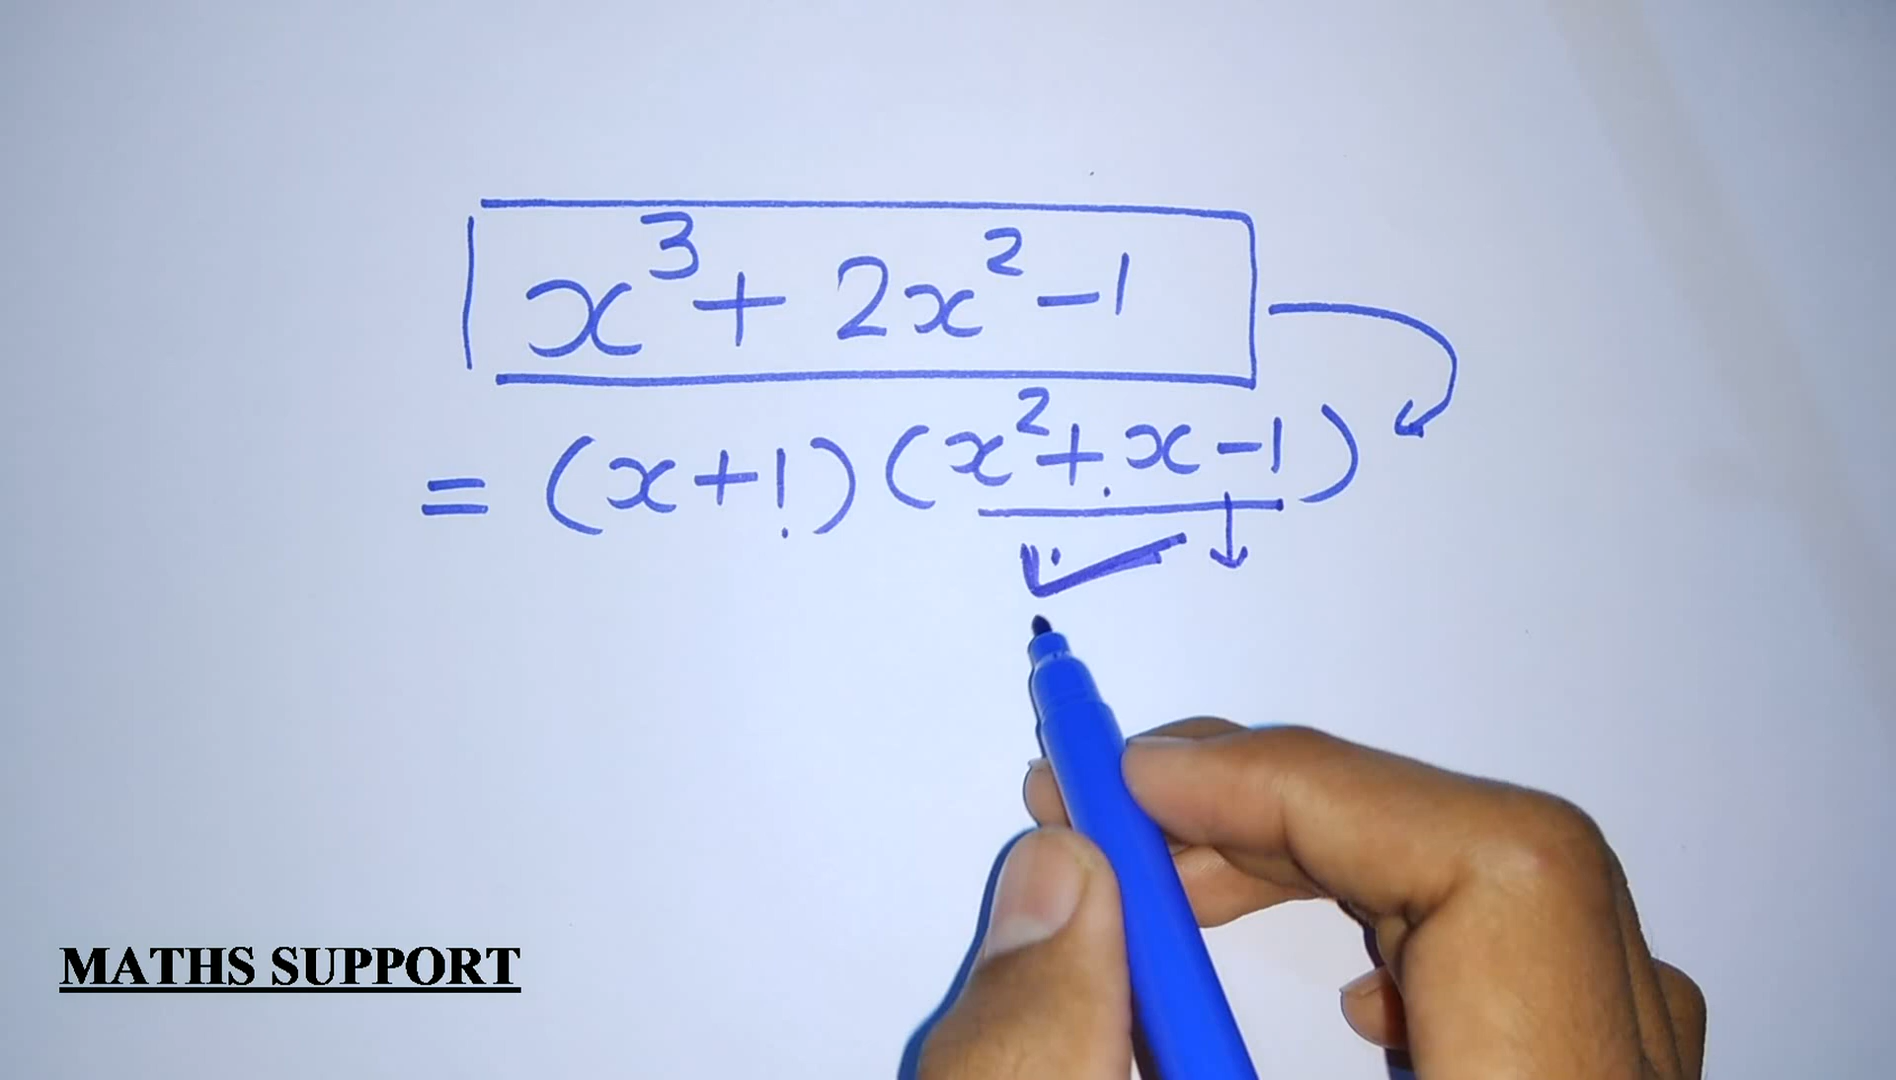 x³ + 2x² - 1
= (x + 1) (x² + x - 1)
MATHS SUPPORT